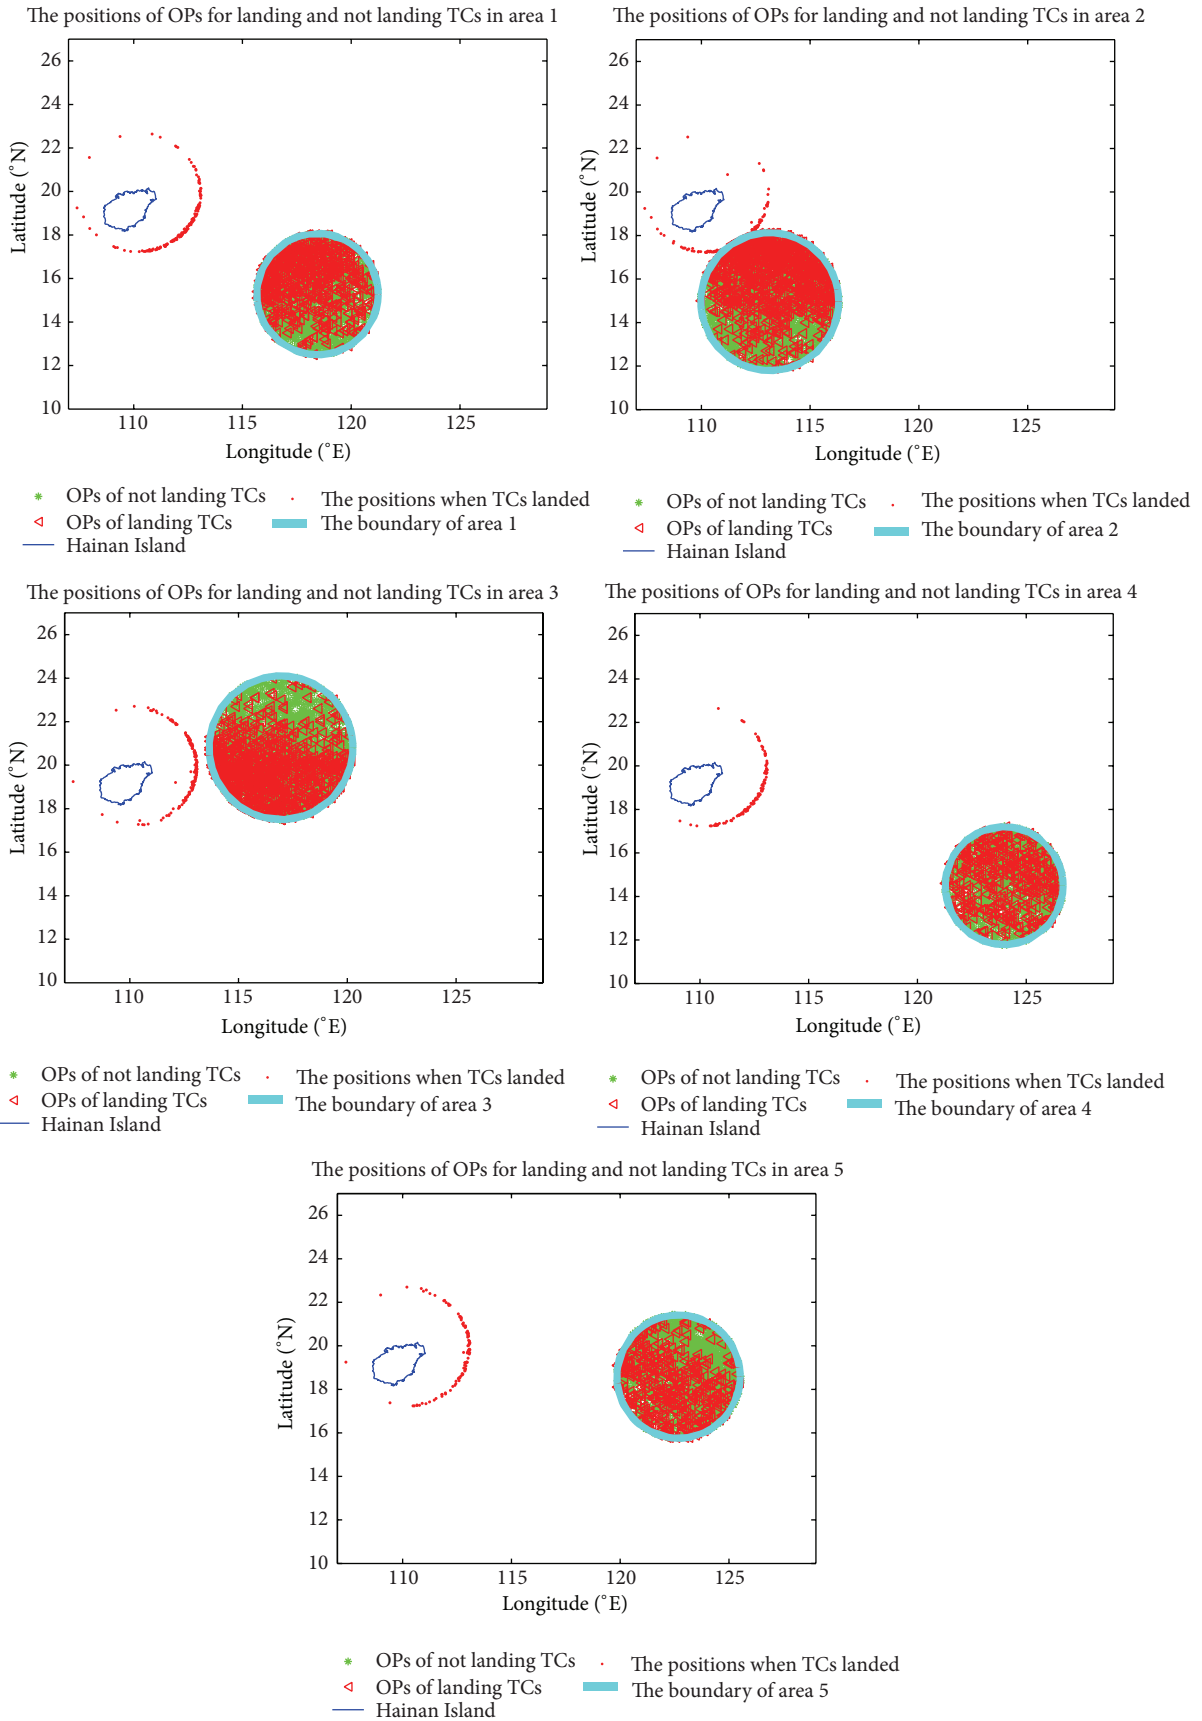 The positions of OPs for landing and not landing TCs in area 1
26
24
22
20
18
16
14
12
10
Latitude (°N)
110 115 120 125
Longitude (°E)
OPs of not landing TCs
OPs of landing TCs
Hainan Island
The positions when TCs landed
The boundary of area 1
The positions of OPs for landing and not landing TCs in area 2
26
24
22
20
18
16
14
12
10
Latitude (°N)
110 115 120 125
Longitude (°E)
OPs of not landing TCs
OPs of landing TCs
Hainan Island
The positions when TCs landed
The boundary of area 2
The positions of OPs for landing and not landing TCs in area 3
26
24
22
20
18
16
14
12
10
Latitude (°N)
110 115 120 125
Longitude (°E)
OPs of not landing TCs
OPs of landing TCs
Hainan Island
The positions when TCs landed
The boundary of area 3
The positions of OPs for landing and not landing TCs in area 4
26
24
22
20
18
16
14
12
10
Latitude (°N)
110 115 120 125
Longitude (°E)
OPs of not landing TCs
OPs of landing TCs
Hainan Island
The positions when TCs landed
The boundary of area 4
The positions of OPs for landing and not landing TCs in area 5
26
24
22
20
18
16
14
12
10
Latitude (°N)
110 115 120 125
Longitude (°E)
OPs of not landing TCs
OPs of landing TCs
Hainan Island
The positions when TCs landed
The boundary of area 5